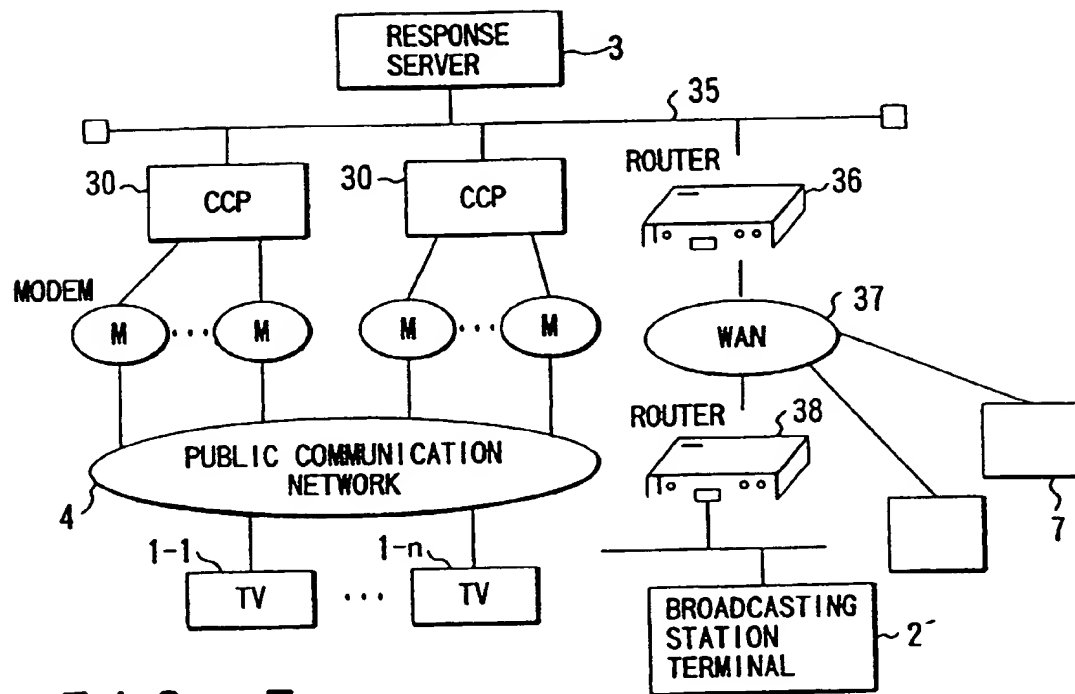 RESPONSE
SERVER
3
35
ROUTER
30
CCP
30
CCP
36
MODEM
M
...
M
M
...
M
WAN
37
ROUTER
38
PUBLIC COMMUNICATION
NETWORK
4
7
1-1
TV
...
1-n
TV
BROADCASTING
STATION
TERMINAL
2'